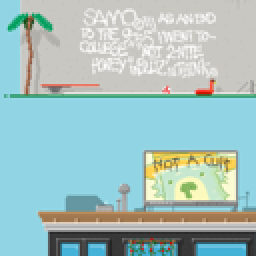 SAMO AS AN END
TO THE 9-5 I WENT TO
COLLEGE NOT 2-NITE
HONEY
NOT A CULT